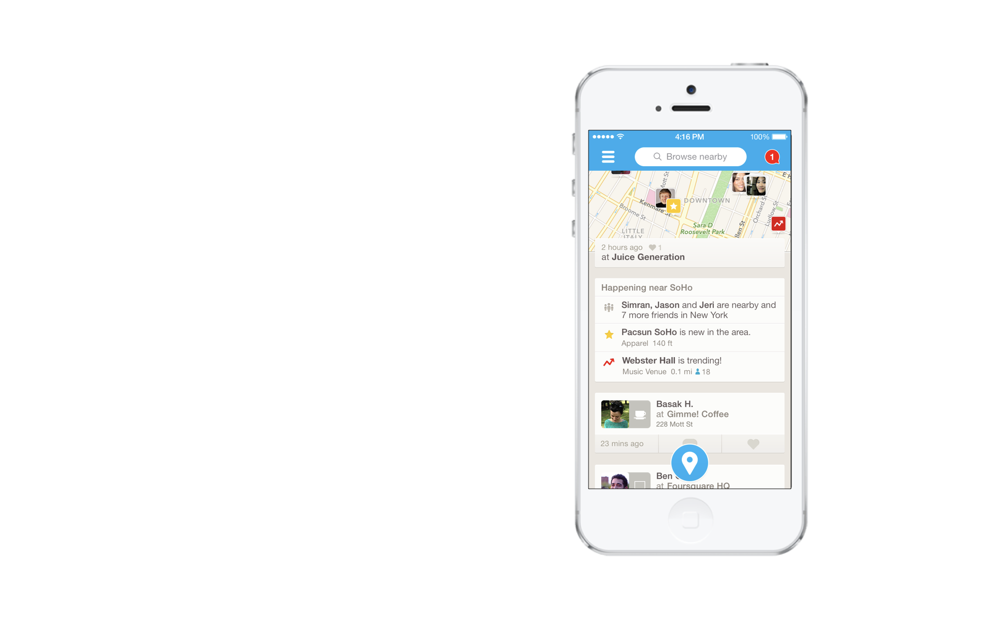 4:16 PM
100%
Browse nearby
1
Mott St
E H
DOWNTOWN
Kenmare St
Broome St
Orchard St
Ludlow St
Sara D
Roosevelt Park
llen St
LITTLE
ITALY
2 hours ago 1
at Juice Generation
Happening near SoHo
Simran, Jason and Jeri are nearby and
7 more friends in New York
Pacsun SoHo is new in the area.
Apparel 140 ft
Webster Hall is trending!
Music Venue 0.1 mi 18
Basak H.
at Gimme! Coffee
228 Mott St
23 mins ago
Ben
at Foursquare HQ